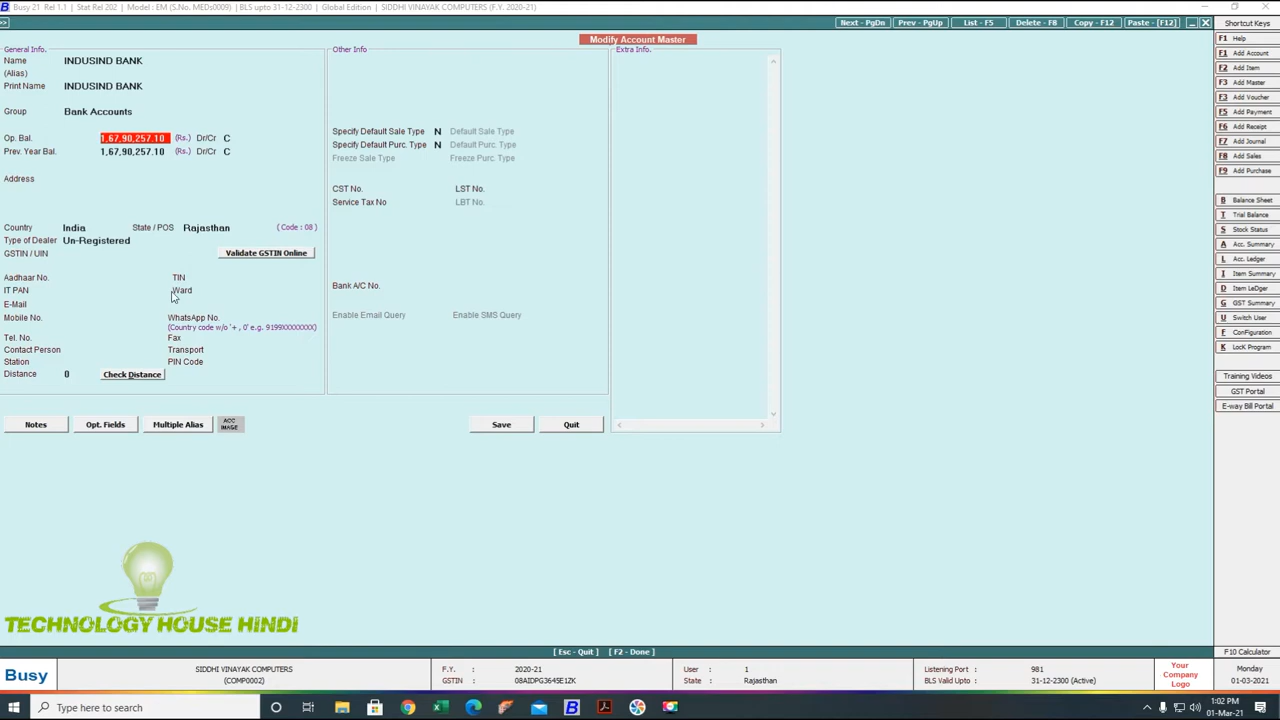 Busy 21 Rel 1.1 | Stat Rel 202 | Model : EM (S.No. MEDs0009) | BLS upto 31-12-2300 | Global Edition | SIDDHI VINAYAK COMPUTERS (F.Y. 2020-21)
>>
Next - PgDn Prev - PgUp List - F5 Delete - F8 Copy - F12 Paste - [F12]
Shortcut Keys
Modify Account Master
General Info. Other Info Extra Info.
Name INDUSIND BANK
(Alias)
Print Name INDUSIND BANK
Group Bank Accounts
Op. Bal. 1,67,90,257.10 (Rs.) Dr/Cr C
Prev. Year Bal. 1,67,90,257.10 (Rs.) Dr/Cr C
Address
Country India State / POS Rajasthan (Code : 08)
Type of Dealer Un-Registered
GSTIN / UIN Validate GSTIN Online
Aadhaar No. TIN
IT PAN Ward
E-Mail
Mobile No. WhatsApp No.
(Country code w/o '+ , 0' e.g. 9199XXXXXXXX)
Tel. No. Fax
Contact Person Transport
Station PIN Code
Distance 0 Check Distance
Specify Default Sale Type N Default Sale Type
Specify Default Purc. Type N Default Purc. Type
Freeze Sale Type Freeze Purc. Type
CST No. LST No.
Service Tax No LBT No.
Bank A/C No.
Enable Email Query Enable SMS Query
Notes Opt. Fields Multiple Alias ACC IMAGE Save Quit
F1 Help
F1 Add Account
F2 Add Item
F3 Add Master
F3 Add Voucher
F5 Add Payment
F6 Add Receipt
F7 Add Journal
F8 Add Sales
F9 Add Purchase
B Balance Sheet
T Trial Balance
S Stock Status
A Acc. Summary
L Acc. Ledger
I Item Summary
D Item LeDger
G GST Summary
U Switch User
F ConFiguration
K LocK Program
Training Videos
GST Portal
E-way Bill Portal
TECHNOLOGY HOUSE HINDI
[ Esc - Quit ] [ F2 - Done ]
F10 Calculator
Busy
SIDDHI VINAYAK COMPUTERS
(COMP0002)
F.Y. : 2020-21
GSTIN : 08AIDPG3645E1ZK
User : 1
State : Rajasthan
Listening Port : 981
BLS Valid Upto : 31-12-2300 (Active)
Your
Company
Logo
Monday
01-03-2021
Type here to search
1:02 PM
01-Mar-21